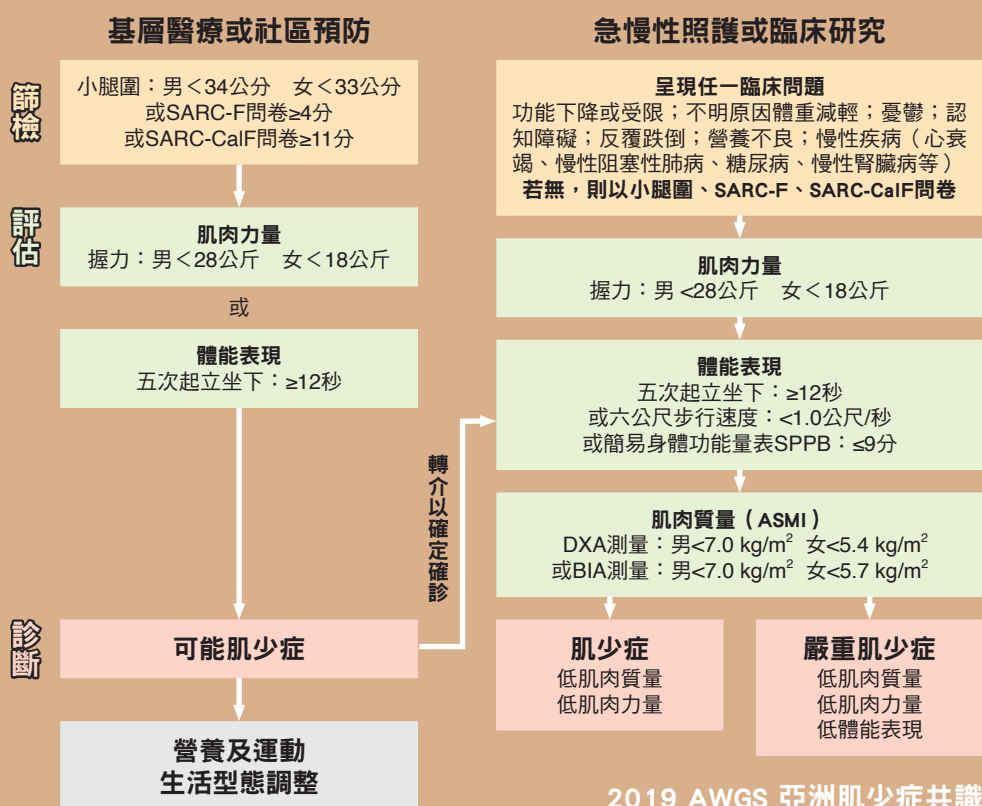 基層醫療或社區預防
篩檢
小腿圍：男＜34公分　女＜33公分
或SARC-F問卷≥4分
或SARC-CalF問卷≥11分
評估
肌肉力量
握力：男＜28公斤　女＜18公斤
或
體能表現
五次起立坐下：≥12秒
診斷
可能肌少症
營養及運動
生活型態調整
轉介以確定確診
急慢性照護或臨床研究
呈現任一臨床問題
功能下降或受限；不明原因體重減輕；憂鬱；認
知障礙；反覆跌倒；營養不良；慢性疾病（心衰
竭、慢性阻塞性肺病、糖尿病、慢性腎臟病等）
若無，則以小腿圍、SARC-F、SARC-CalF問卷
肌肉力量
握力：男 <28公斤　女＜18公斤
體能表現
五次起立坐下：≥12秒
或六公尺步行速度：<1.0公尺/秒
或簡易身體功能量表SPPB：≤9分
肌肉質量（ASMI）
DXA測量：男<7.0 kg/m² 女<5.4 kg/m²
或BIA測量：男<7.0 kg/m² 女<5.7 kg/m²
肌少症
低肌肉質量
低肌肉力量
嚴重肌少症
低肌肉質量
低肌肉力量
低體能表現
2019 AWGS 亞洲肌少症共識